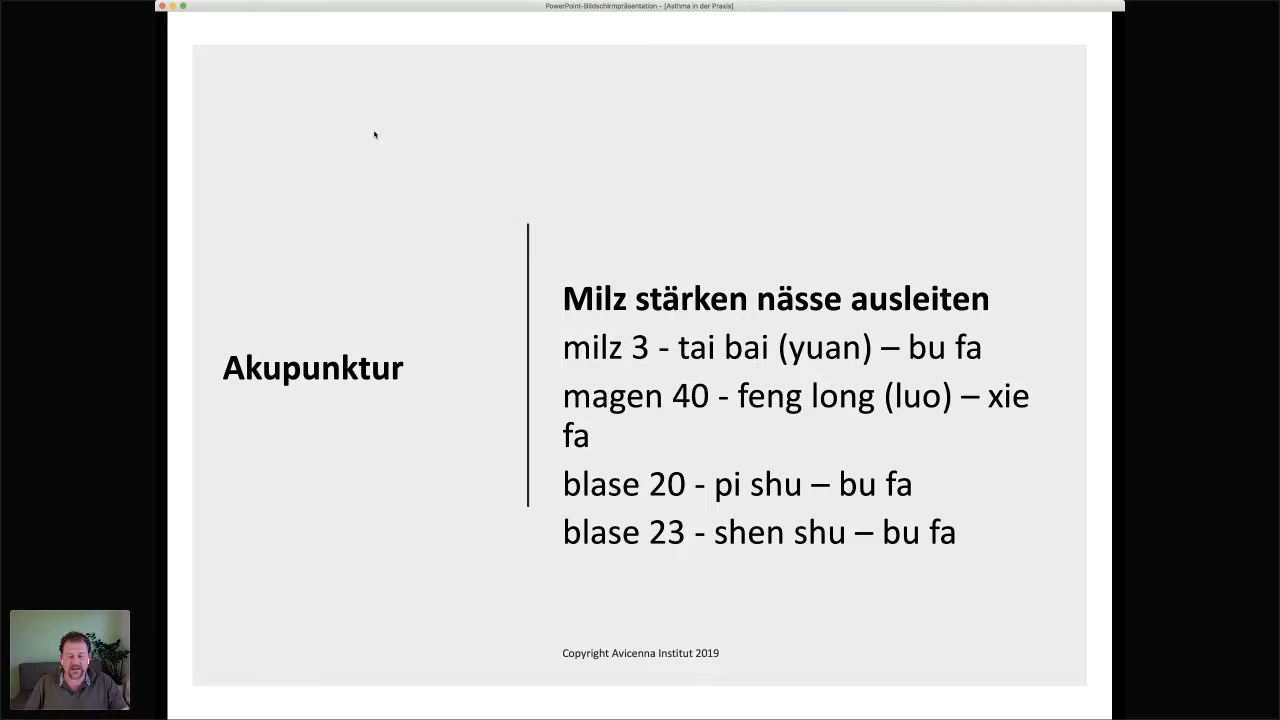 PowerPoint-Bildschirmpräsentation - [Asthma in der Praxis]
Akupunktur
Milz stärken nässe ausleiten
milz 3 - tai bai (yuan) – bu fa
magen 40 - feng long (luo) – xie
fa
blase 20 - pi shu – bu fa
blase 23 - shen shu – bu fa
Copyright Avicenna Institut 2019